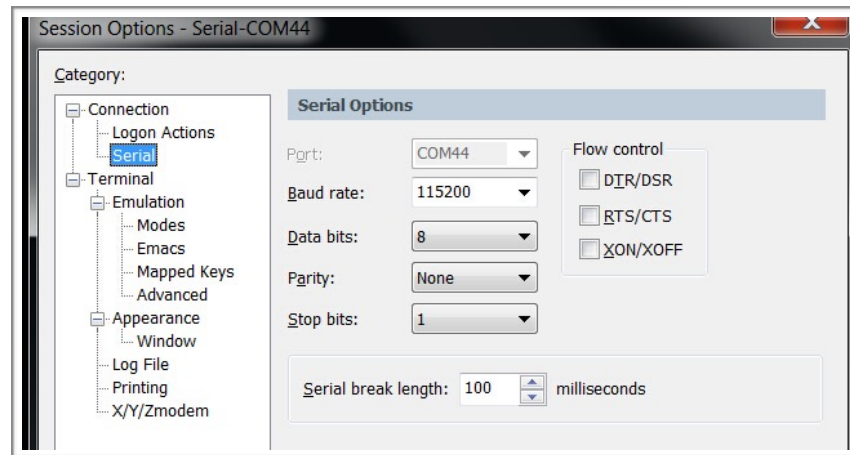 Session Options - Serial-COM44
X
Category:
Connection
Logon Actions
Serial
Terminal
Emulation
Modes
Emacs
Mapped Keys
Advanced
Appearance
Window
Log File
Printing
X/Y/Zmodem
Serial Options
Port: COM44
Baud rate: 115200
Data bits: 8
Parity: None
Stop bits: 1
Flow control
DTR/DSR
RTS/CTS
XON/XOFF
Serial break length: 100 milliseconds